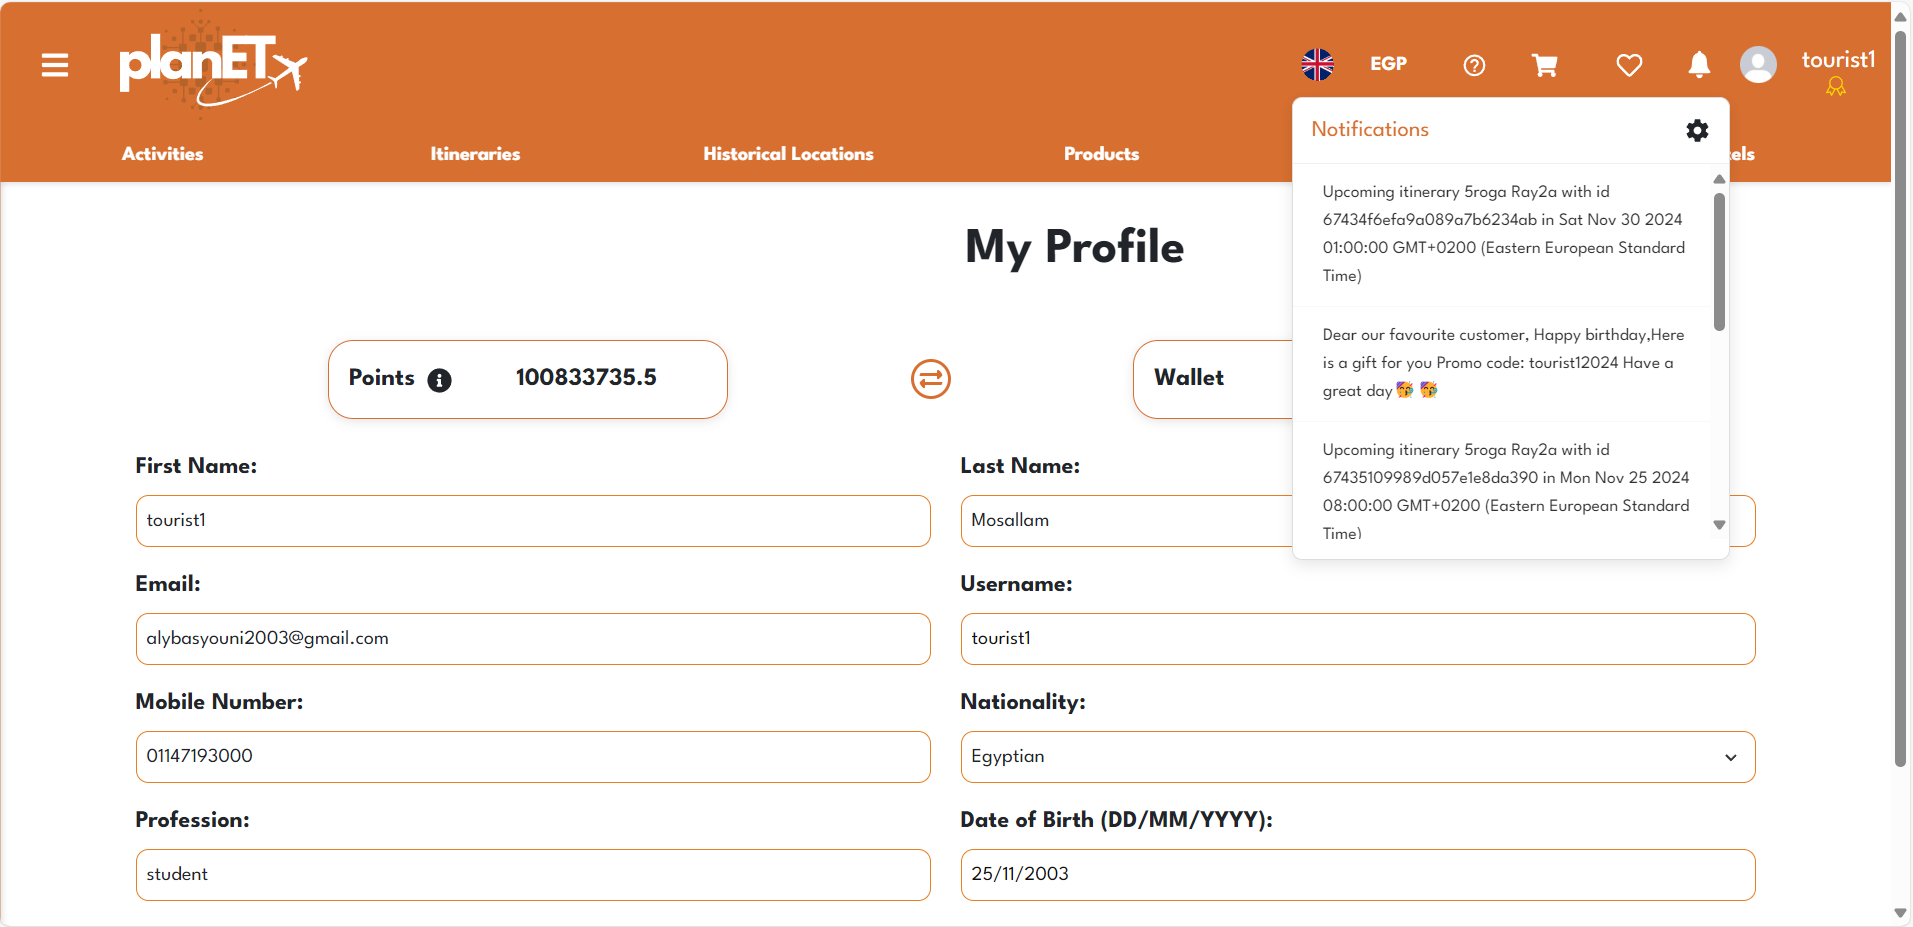 planET
EGP
tourist1
Activities
Itineraries
Historical Locations
Products
Notifications
Upcoming itinerary 5roga Ray2a with id
67434f6efa9a089a7b6234ab in Sat Nov 30 2024
01:00:00 GMT+0200 (Eastern European Standard
Time)
Dear our favourite customer, Happy birthday,Here
is a gift for you Promo code: tourist12024 Have a
great day🥳 🥳
Upcoming itinerary 5roga Ray2a with id
67435109989d057e1e8da390 in Mon Nov 25 2024
08:00:00 GMT+0200 (Eastern European Standard
Time)
My Profile
Points
100833735.5
Wallet
First Name:
tourist1
Last Name:
Mosallam
Email:
alybasyouni2003@gmail.com
Username:
tourist1
Mobile Number:
01147193000
Nationality:
Egyptian
Profession:
student
Date of Birth (DD/MM/YYYY):
25/11/2003